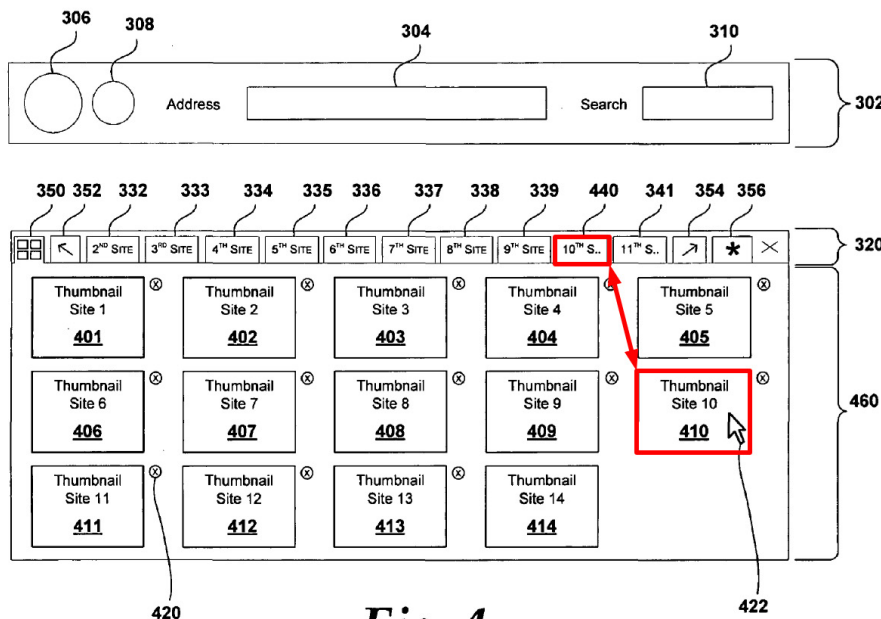 306 308 304 310
Address Search 302
350 352 332 333 334 335 336 337 338 339 440 341 354 356
2ND SITE 3RD SITE 4TH SITE 5TH SITE 6TH SITE 7TH SITE 8TH SITE 9TH SITE 10TH S.. 11TH S.. * 320
Thumbnail Thumbnail Thumbnail Thumbnail Thumbnail
Site 1 Site 2 Site 3 Site 4 Site 5
401 402 403 404 405
Thumbnail Thumbnail Thumbnail Thumbnail Thumbnail
Site 6 Site 7 Site 8 Site 9 Site 10
406 407 408 409 410
460
Thumbnail Thumbnail Thumbnail Thumbnail
Site 11 Site 12 Site 13 Site 14
411 412 413 414
420 422